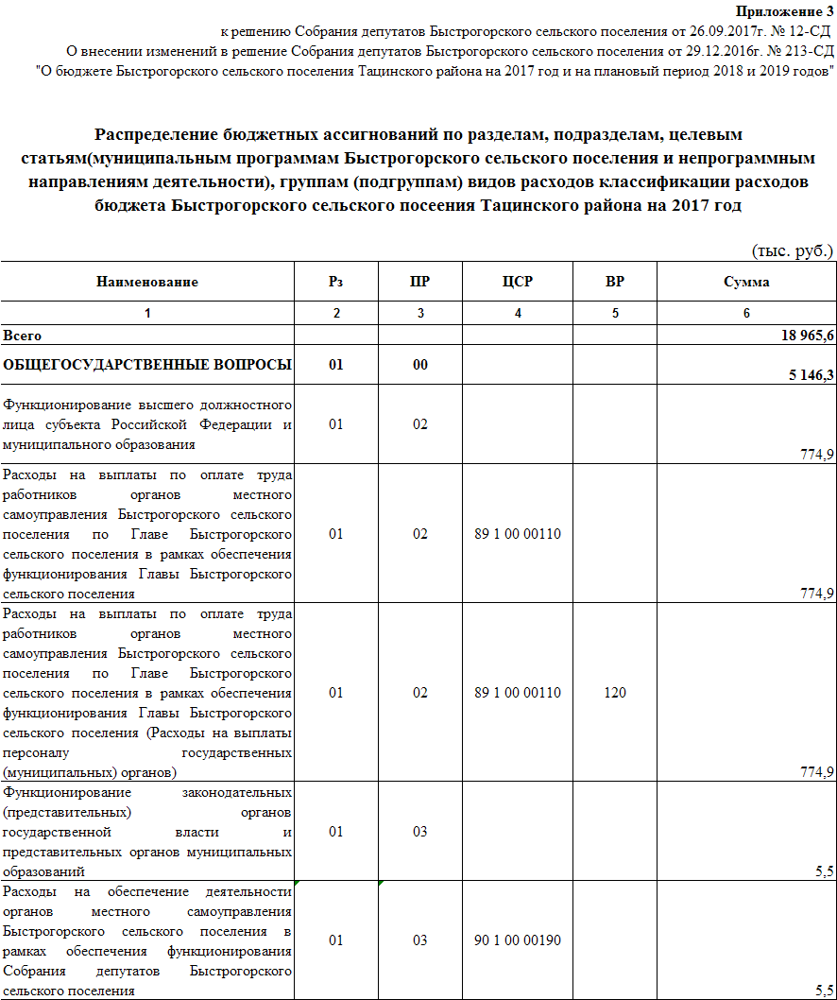 Приложение 3
к решению Собрания депутатов Быстрогорского сельского поселения от 26.09.2017г. № 12-СД
О внесении изменений в решение Собрания депутатов Быстрогорского сельского поселения от 29.12.2016г. № 213-СД
"О бюджете Быстрогорского сельского поселения Тацинского района на 2017 год и на плановый период 2018 и 2019 годов"
Распределение бюджетных ассигнований по разделам, подразделам, целевым
статьям(муниципальным программам Быстрогорского сельского поселения и непрограммным
направлениям деятельности), группам (подгруппам) видов расходов классификации расходов
бюджета Быстрогорского сельского посеения Тацинского района на 2017 год
(тыс. руб.)
Наименование Рз ПР ЦСР ВР Сумма
1 2 3 4 5 6
Всего 18 965,6
ОБЩЕГОСУДАРСТВЕННЫЕ ВОПРОСЫ 01 00 5 146,3
Функционирование высшего должностного
лица субъекта Российской Федерации и
муниципального образования
01 02 774,9
Расходы на выплаты по оплате труда
работников органов местного
самоуправления Быстрогорского сельского
поселения по Главе Быстрогорского
сельского поселения в рамках обеспечения
функционирования Главы Быстрогорского
сельского поселения
01 02 89 1 00 00110 774,9
Расходы на выплаты по оплате труда
работников органов местного
самоуправления Быстрогорского сельского
поселения по Главе Быстрогорского
сельского поселения в рамках обеспечения
функционирования Главы Быстрогорского
сельского поселения (Расходы на выплаты
персоналу государственных
(муниципальных) органов)
01 02 89 1 00 00110 120 774,9
Функционирование законодательных
(представительных) органов
государственной власти и
представительных органов муниципальных
образований
01 03 5,5
Расходы на обеспечение деятельности
органов местного самоуправления
Быстрогорского сельского поселения в
рамках обеспечения функционирования
Собрания депутатов Быстрогорского
сельского поселения
01 03 90 1 00 00190 5,5